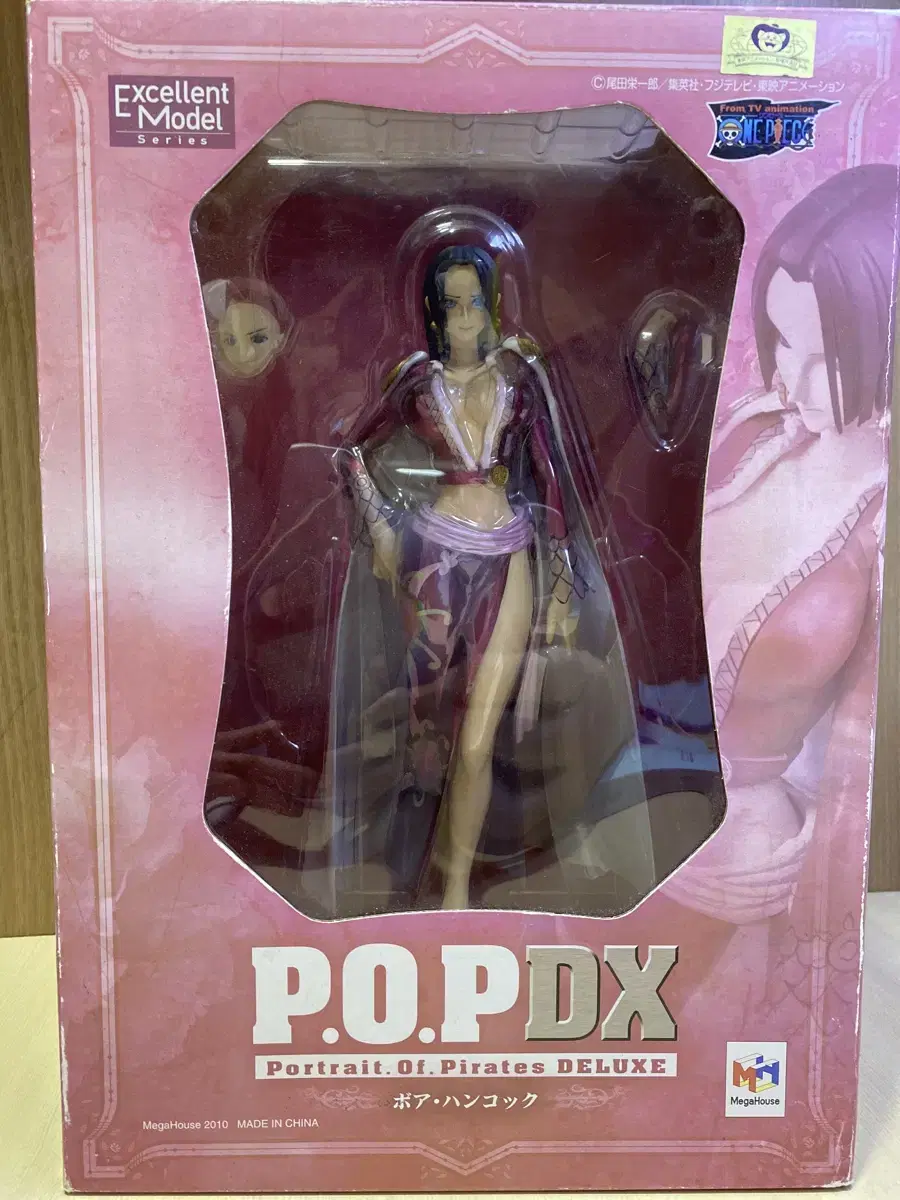 Excellent
Model
Series
©尾田栄一郎/集英社・フジテレビ・東映アニメーション
From TV animation
ONE PIECE
P.O.P DX
Portrait.Of.Pirates DELUXE
ボア・ハンコック
MegaHouse
MegaHouse 2010 MADE IN CHINA